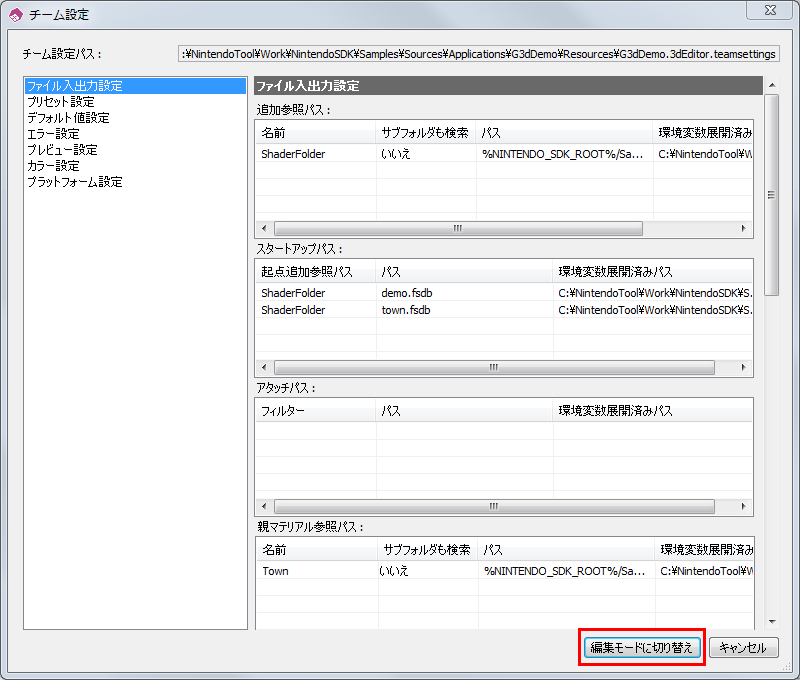 チーム設定
チーム設定パス： :¥NintendoTool¥Work¥NintendoSDK¥Samples¥Sources¥Applications¥G3dDemo¥Resources¥G3dDemo.3dEditor.teamsettings
ファイル入出力設定
プリセット設定
デフォルト値設定
エラー設定
プレビュー設定
カラー設定
プラットフォーム設定
ファイル入出力設定
追加参照パス：
名前 サブフォルダも検索 パス 環境変数展開済み
ShaderFolder いいえ %NINTENDO_SDK_ROOT%/Sa... C:¥NintendoTool¥W
スタートアップパス：
起点追加参照パス パス 環境変数展開済みパス
ShaderFolder demo.fsdb C:¥NintendoTool¥Work¥NintendoSDK¥S.
ShaderFolder town.fsdb C:¥NintendoTool¥Work¥NintendoSDK¥S.
アタッチパス：
フィルター パス 環境変数展開済みパス
親マテリアル参照パス：
名前 サブフォルダも検索 パス 環境変数展開済み
Town いいえ %NINTENDO_SDK_ROOT%/Sa... C:¥NintendoTool¥W
編集モードに切り替え キャンセル